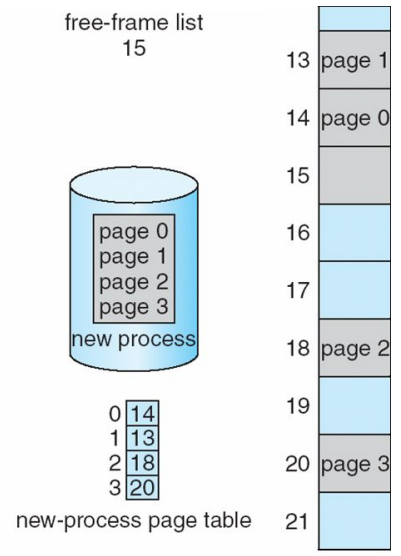 free-frame list
15
page 0
page 1
page 2
page 3
new process
0 14
1 13
2 18
3 20
new-process page table
13 page 1
14 page 0
15
16
17
18 page 2
19
20 page 3
21